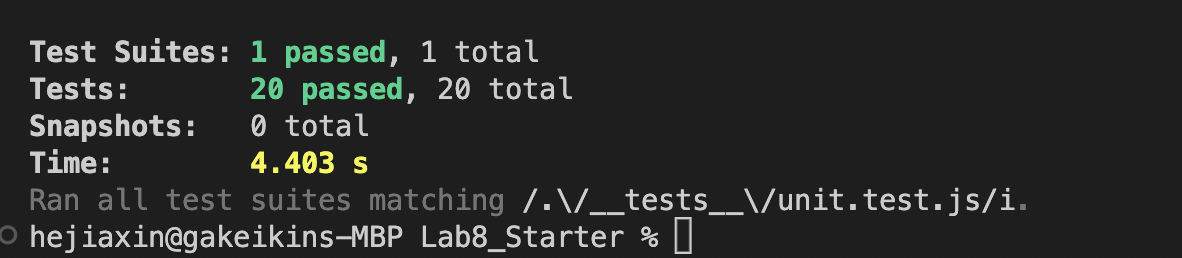 Test Suites: 1 passed, 1 total
Tests:       20 passed, 20 total
Snapshots:   0 total
Time:        4.403 s
Ran all test suites matching /.\/__tests__\/unit.test.js/i.
hejiaxin@gakeikins-MBP Lab8_Starter %